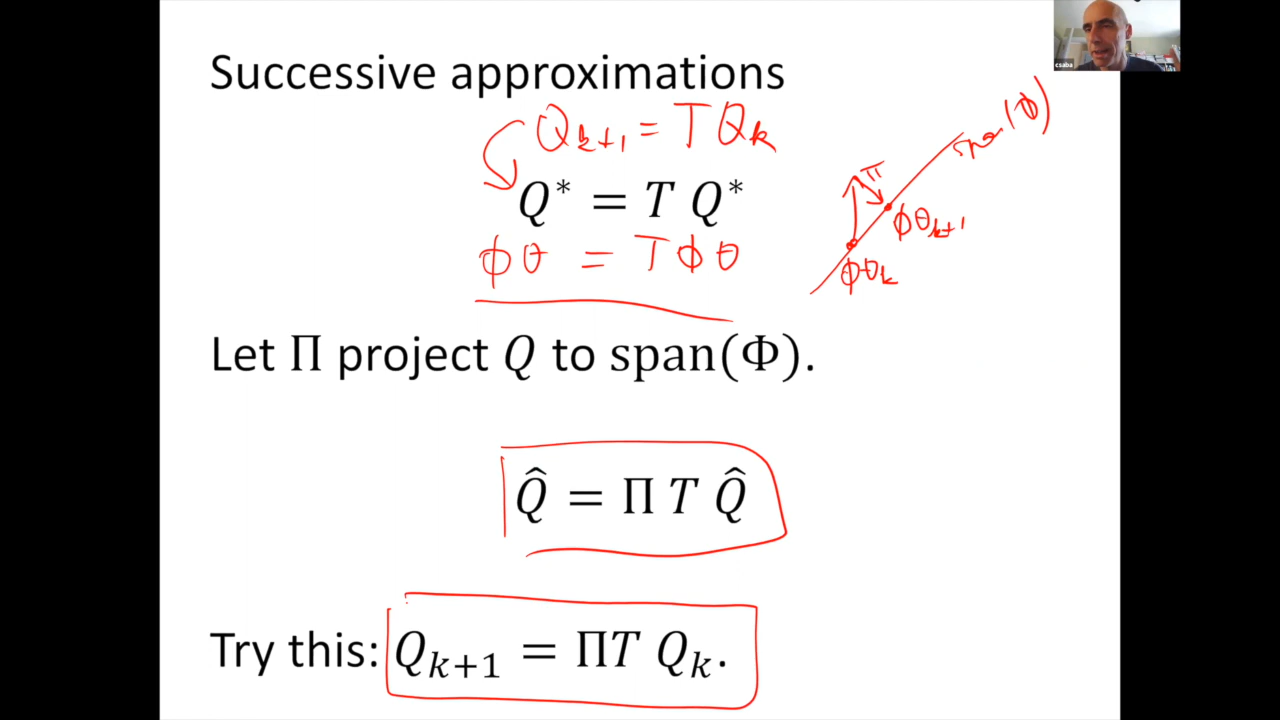 Successive approximations
Q_{k+1} = T Q_k
Q* = T Q*
ϕθ = Tϕθ
span(Φ)
π
ϕθ_{k+1}
ϕθ_k
Let Π project Q to span(Φ).
Q̂ = Π T Q̂
Try this: Q_{k+1} = ΠT Q_k.
csaba